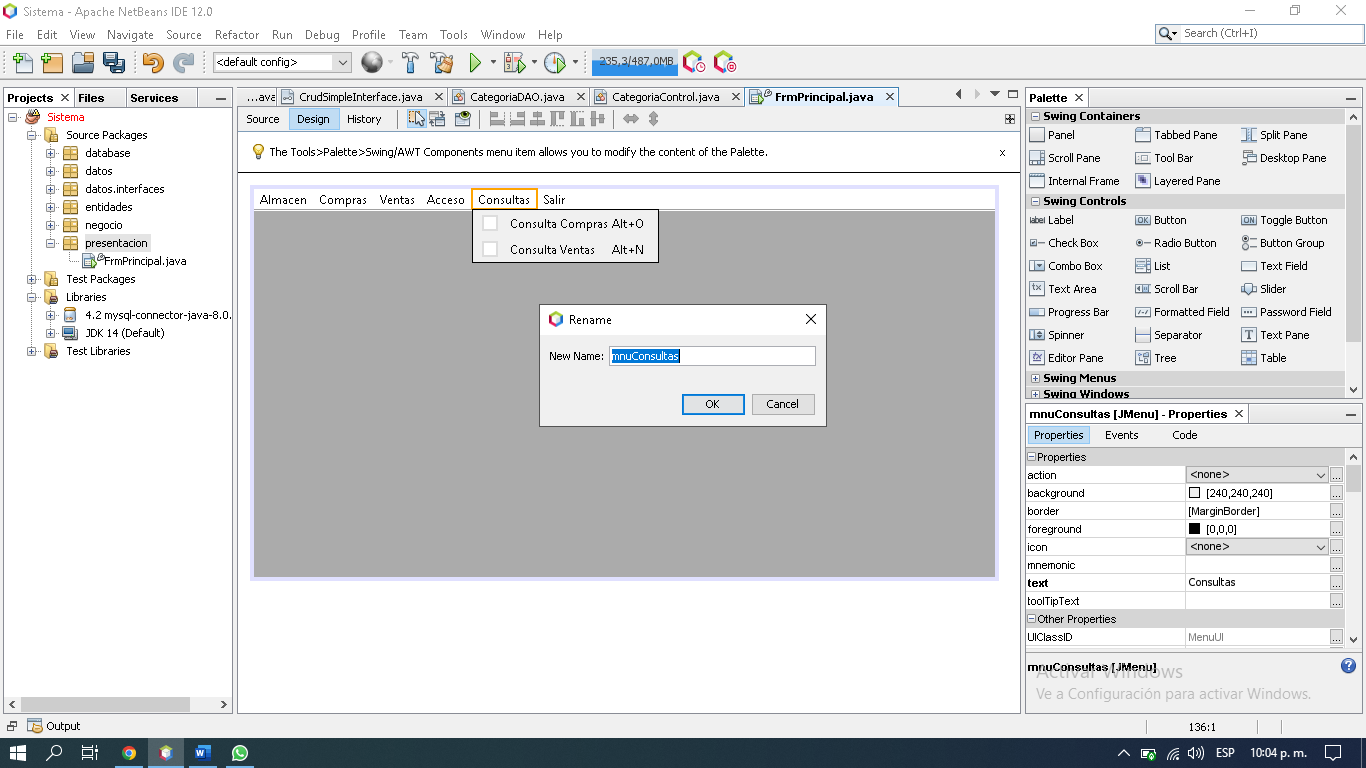 Sistema - Apache NetBeans IDE 12.0
File Edit View Navigate Source Refactor Run Debug Profile Team Tools Window Help
Search (Ctrl+I)
<default config>
235,3/487,0MB
Projects Files Services
...ava CrudSimpleInterface.java CategoriaDAO.java CategoriaControl.java FrmPrincipal.java
Source Design History
The Tools>Palette>Swing/AWT Components menu item allows you to modify the content of the Palette. x
Sistema
Source Packages
database
datos
datos.interfaces
entidades
negocio
presentacion
FrmPrincipal.java
Test Packages
Libraries
4.2 mysql-connector-java-8.0.
JDK 14 (Default)
Test Libraries
Almacen Compras Ventas Acceso Consultas Salir
Consulta Compras Alt+O
Consulta Ventas Alt+N
Rename
New Name: mnuConsultas
OK Cancel
Palette
Swing Containers
Panel Tabbed Pane Split Pane
Scroll Pane Tool Bar Desktop Pane
Internal Frame Layered Pane
Swing Controls
label Label OK Button ON Toggle Button
Check Box Radio Button Button Group
Combo Box List Text Field
Text Area Scroll Bar Slider
Progress Bar Formatted Field Password Field
Spinner Separator Text Pane
Editor Pane Tree Table
Swing Menus
Swing Windows
mnuConsultas [JMenu] - Properties
Properties Events Code
Properties
action <none> ...
background [240,240,240] ...
border [MarginBorder] ...
foreground [0,0,0] ...
icon <none> ...
mnemonic ...
text Consultas ...
toolTipText ...
Other Properties
UIClassID MenuUI ...
mnuConsultas [JMenu]
Activar Windows
Ve a Configuración para activar Windows.
Output
136:1
ESP 10:04 p. m.